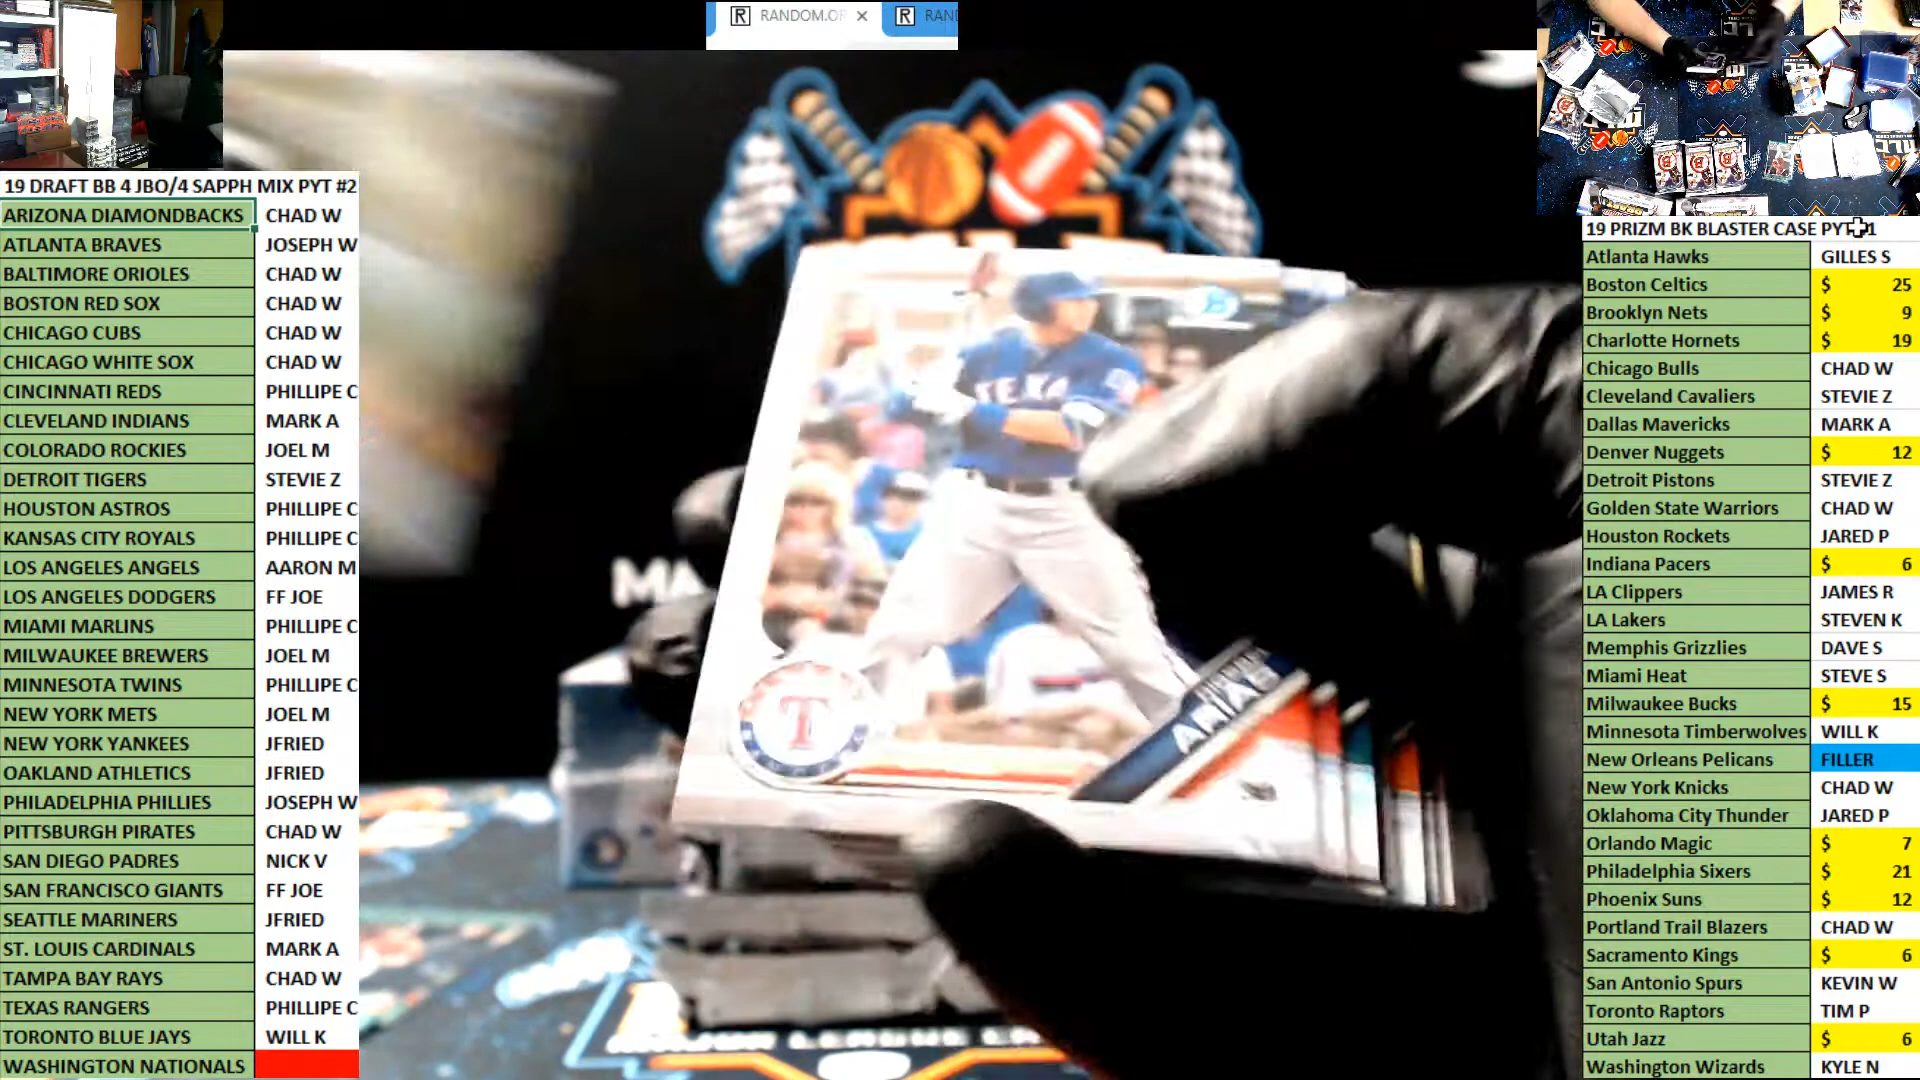 RANDOM.OR
RAND
19 DRAFT BB 4 JBO/4 SAPPH MIX PYT #2
ARIZONA DIAMONDBACKS CHAD W
ATLANTA BRAVES JOSEPH W
BALTIMORE ORIOLES CHAD W
BOSTON RED SOX CHAD W
CHICAGO CUBS CHAD W
CHICAGO WHITE SOX CHAD W
CINCINNATI REDS PHILLIPE C
CLEVELAND INDIANS MARK A
COLORADO ROCKIES JOEL M
DETROIT TIGERS STEVIE Z
HOUSTON ASTROS PHILLIPE C
KANSAS CITY ROYALS PHILLIPE C
LOS ANGELES ANGELS AARON M
LOS ANGELES DODGERS FF JOE
MIAMI MARLINS PHILLIPE C
MILWAUKEE BREWERS JOEL M
MINNESOTA TWINS PHILLIPE C
NEW YORK METS JOEL M
NEW YORK YANKEES JFRIED
OAKLAND ATHLETICS JFRIED
PHILADELPHIA PHILLIES JOSEPH W
PITTSBURGH PIRATES CHAD W
SAN DIEGO PADRES NICK V
SAN FRANCISCO GIANTS FF JOE
SEATTLE MARINERS JFRIED
ST. LOUIS CARDINALS MARK A
TAMPA BAY RAYS CHAD W
TEXAS RANGERS PHILLIPE C
TORONTO BLUE JAYS WILL K
WASHINGTON NATIONALS
TEXA
MA
T
ARIAS
19 PRIZM BK BLASTER CASE PYT 1
Atlanta Hawks GILLES S
Boston Celtics $ 25
Brooklyn Nets $ 9
Charlotte Hornets $ 19
Chicago Bulls CHAD W
Cleveland Cavaliers STEVIE Z
Dallas Mavericks MARK A
Denver Nuggets $ 12
Detroit Pistons STEVIE Z
Golden State Warriors CHAD W
Houston Rockets JARED P
Indiana Pacers $ 6
LA Clippers JAMES R
LA Lakers STEVEN K
Memphis Grizzlies DAVE S
Miami Heat STEVE S
Milwaukee Bucks $ 15
Minnesota Timberwolves WILL K
New Orleans Pelicans FILLER
New York Knicks CHAD W
Oklahoma City Thunder JARED P
Orlando Magic $ 7
Philadelphia Sixers $ 21
Phoenix Suns $ 12
Portland Trail Blazers CHAD W
Sacramento Kings $ 6
San Antonio Spurs KEVIN W
Toronto Raptors TIM P
Utah Jazz $ 6
Washington Wizards KYLE N